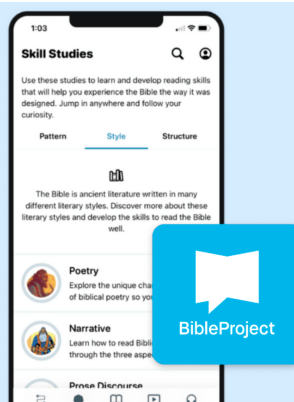 1:03
Skill Studies
Use these studies to learn and develop reading skills
that will help you experience the Bible the way it was
designed. Jump in anywhere and follow your
curiosity.
Pattern Style Structure
The Bible is ancient literature written in many
different literary styles. Discover more about these
literary styles and develop the skills to read the Bible
well.
Poetry
Explore the unique
of biblical poetry so
Narrative
Learn how to read
through the three
Prose Discourse
BibleProject